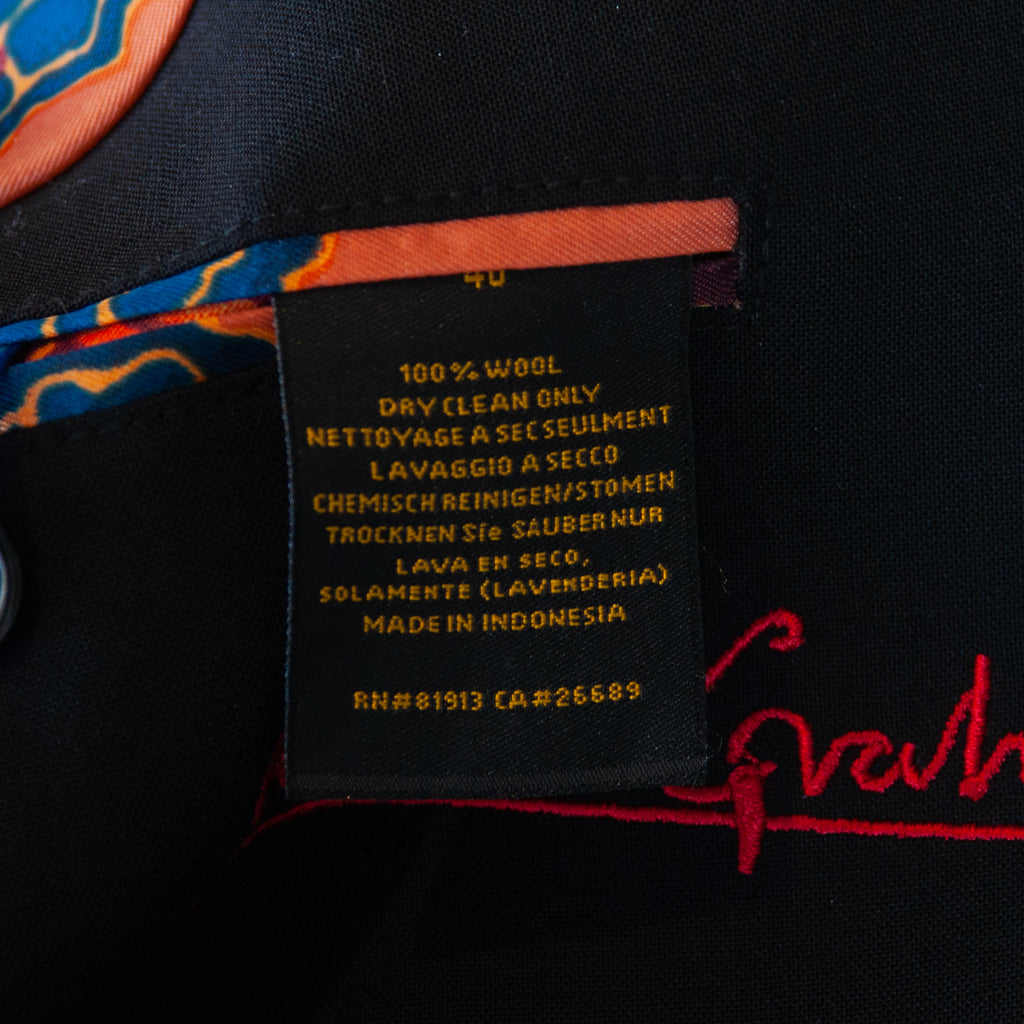 40
100% WOOL
DRY CLEAN ONLY
NETTOYAGE A SEC SEULMENT
LAVAGGIO A SECCO
CHEMISCH REINIGEN/STOMEN
TROCKNEN Sie SAUBER NUR
LAVA EN SECO,
SOLAMENTE (LAVENDERIA)
MADE IN INDONESIA
RN#81913 CA#26689